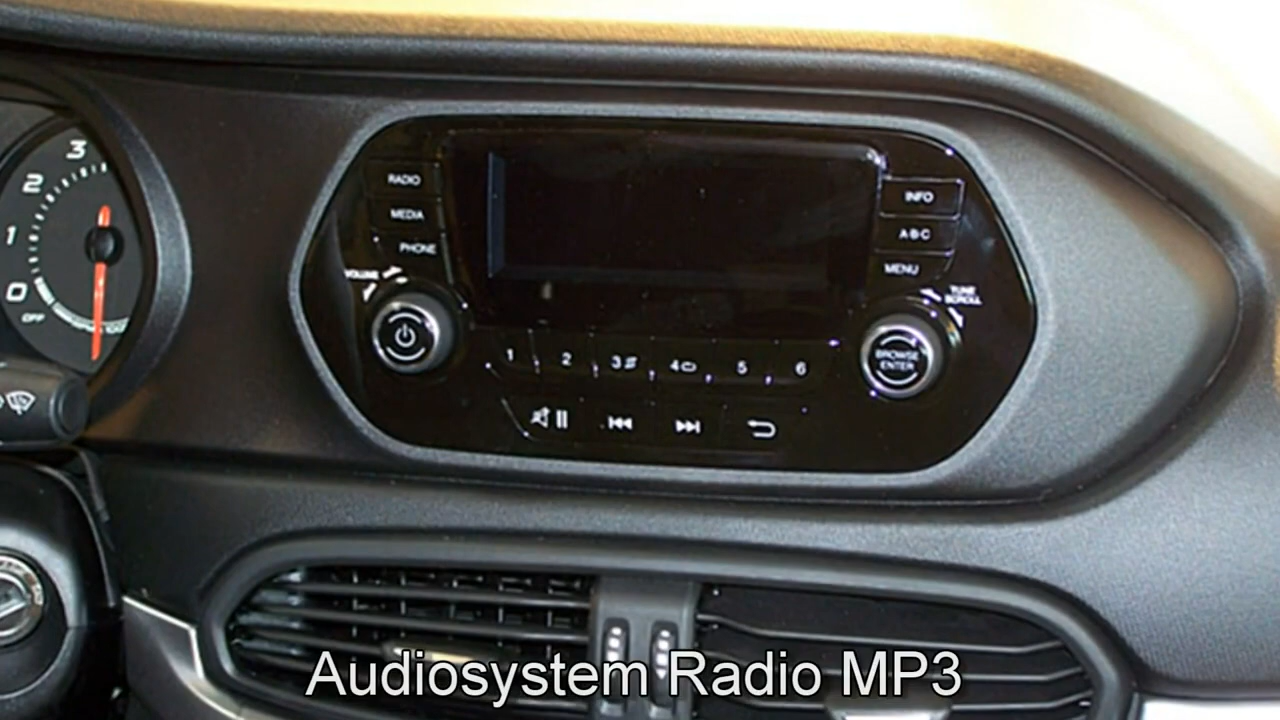 3
2
1
0
OFF
RADIO
MEDIA
PHONE
VOLUME
INFO
A-B-C
MENU
TUNE
SCROLL
BROWSE
ENTER
1 2 3 4 5 6
Audiosystem Radio MP3